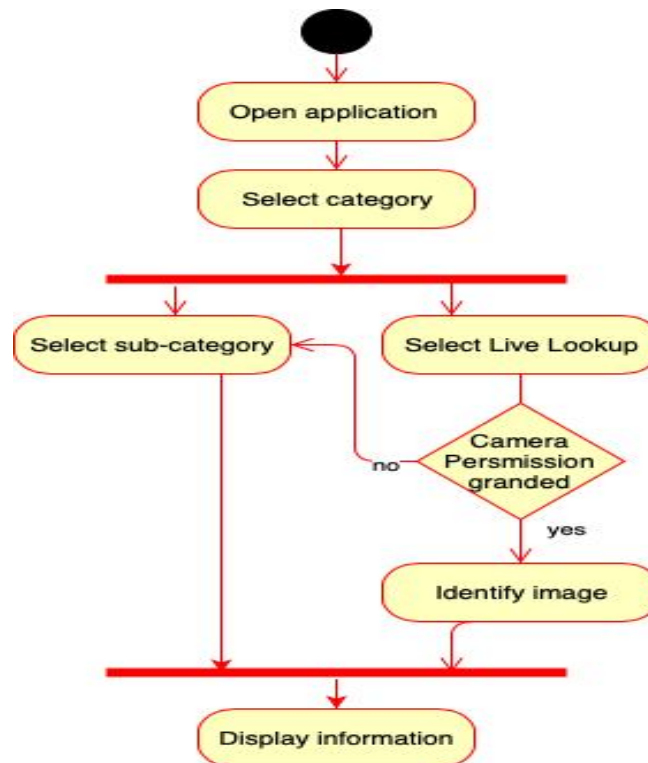 Open application
Select category
Select sub-category
Select Live Lookup
Camera
Persmission
granded
no
yes
Identify image
Display information